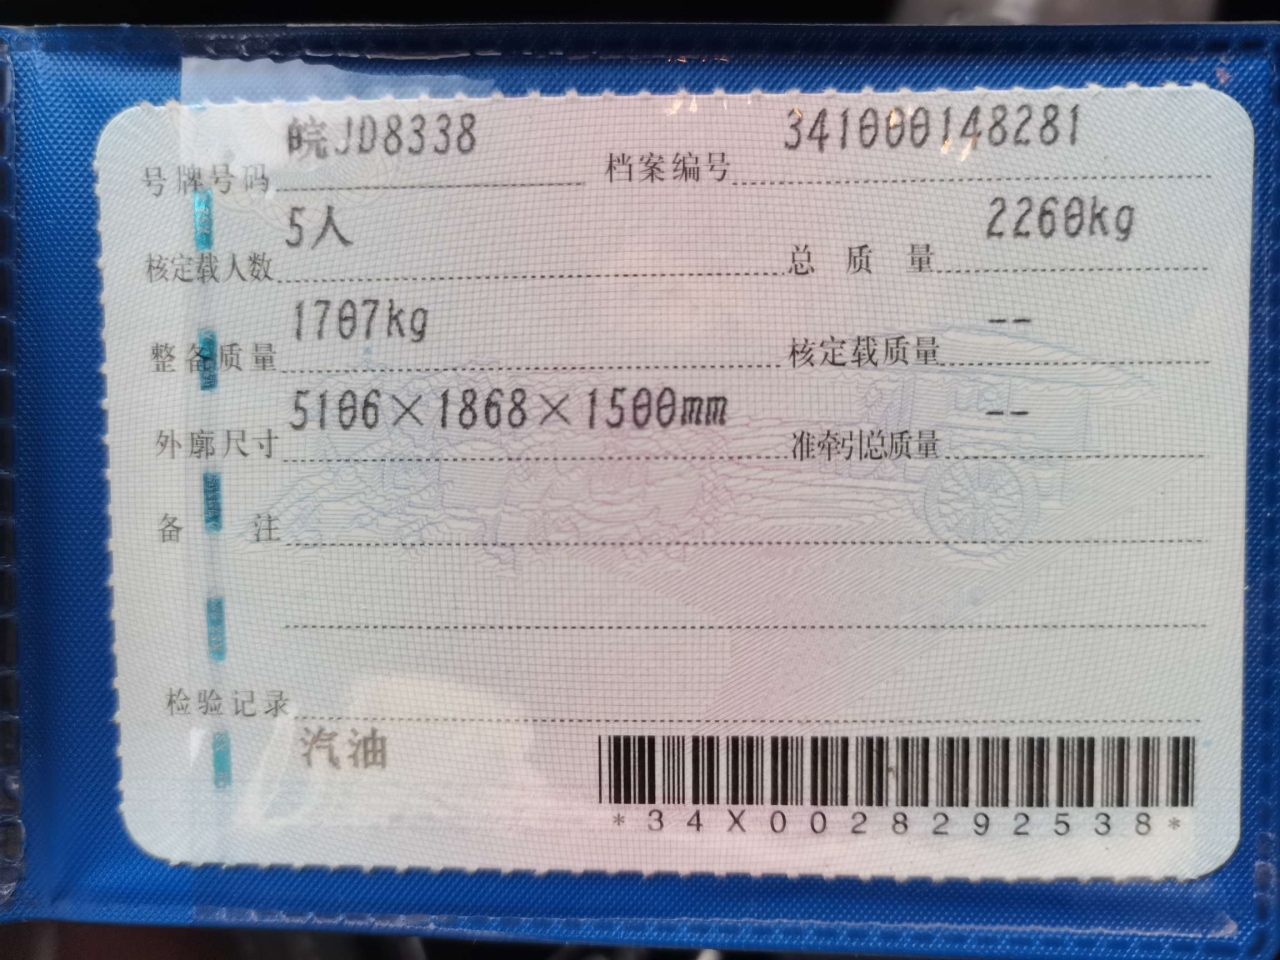 号牌号码 皖JD8338 档案编号 341000148281
核定载人数 5人 总质量 2260kg
整备质量 1707kg 核定载质量 --
外廓尺寸 5106×1868×1500mm 准牵引总质量 --
备注
检验记录
汽油
*34X0028292538*